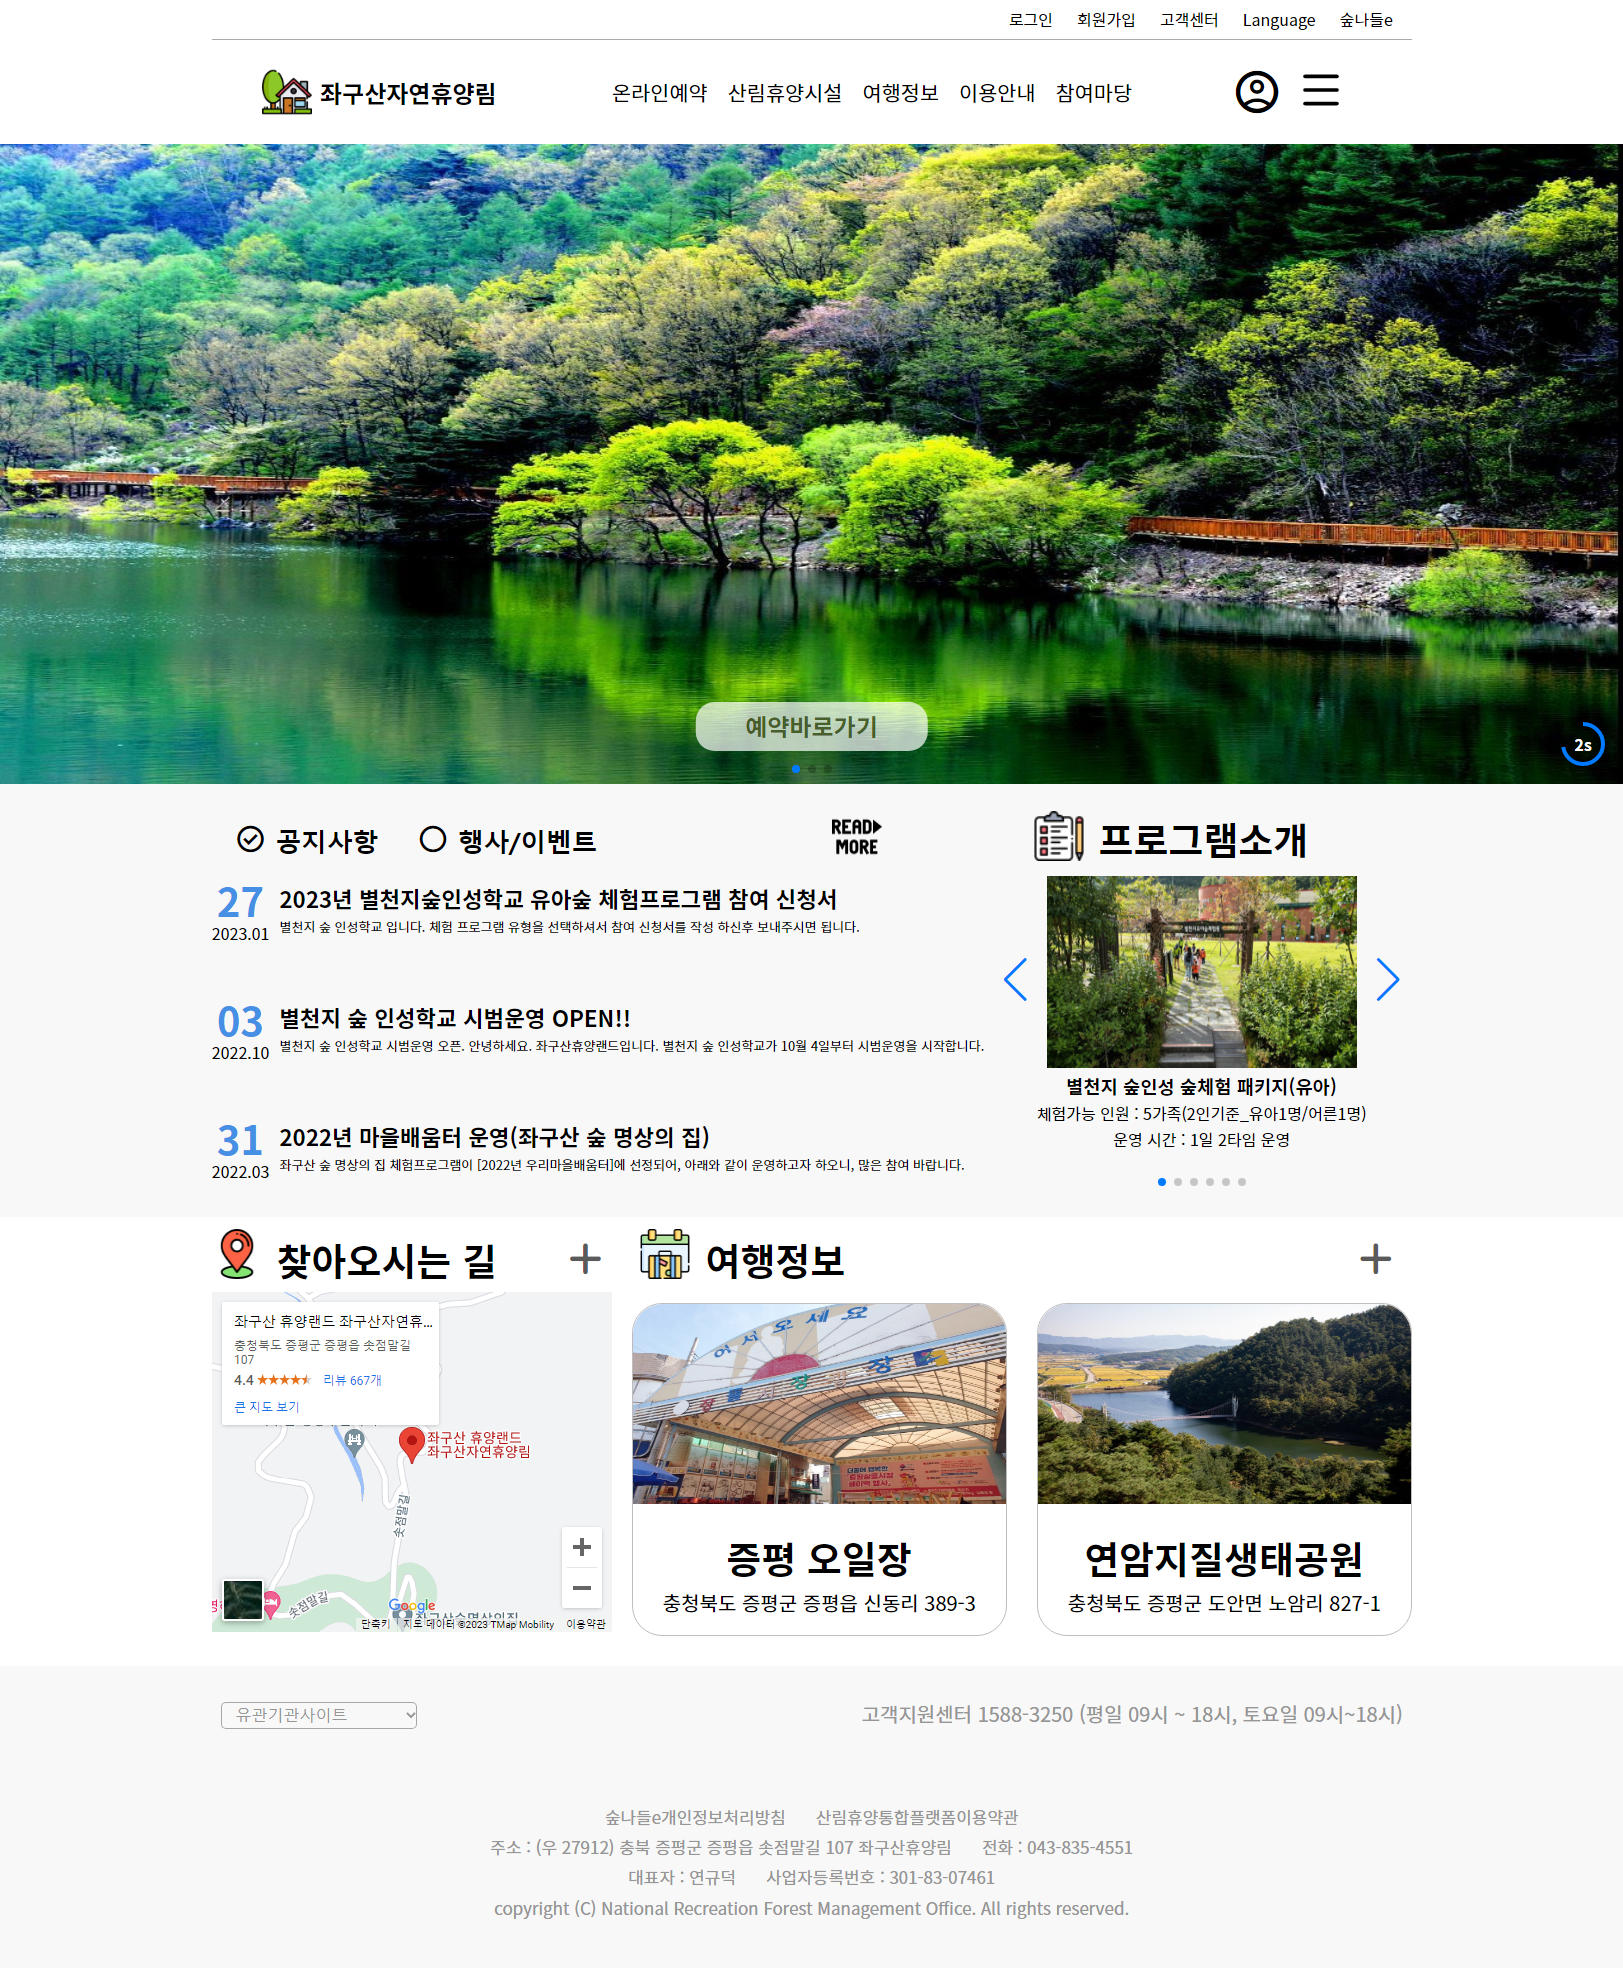 로그인 회원가입 고객센터 Language 숲나들e
좌구산자연휴양림
온라인예약 산림휴양시설 여행정보 이용안내 참여마당
예약바로가기
2s
공지사항 행사/이벤트
READ
MORE
27
2023.01
2023년 별천지숲인성학교 유아숲 체험프로그램 참여 신청서
별천지 숲 인성학교 입니다. 체험 프로그램 유형을 선택하셔서 참여 신청서를 작성 하신후 보내주시면 됩니다.
03
2022.10
별천지 숲 인성학교 시범운영 OPEN!!
별천지 숲 인성학교 시범운영 오픈. 안녕하세요. 좌구산휴양랜드입니다. 별천지 숲 인성학교가 10월 4일부터 시범운영을 시작합니다.
31
2022.03
2022년 마을배움터 운영(좌구산 숲 명상의 집)
좌구산 숲 명상의 집 체험프로그램이 [2022년 우리마을배움터]에 선정되어, 아래와 같이 운영하고자 하오니, 많은 참여 바랍니다.
프로그램소개
별천지 숲인성 숲체험 패키지(유아)
체험가능 인원 : 5가족(2인기준_유아1명/어른1명)
운영 시간 : 1일 2타임 운영
찾아오시는 길
좌구산 휴양랜드 좌구산자연휴...
충청북도 증평군 증평읍 솟점말길
107
4.4 리뷰 667개
큰 지도 보기
좌구산 휴양랜드
좌구산자연휴양림
솟점말길
솟점말길
Google
좌구산숲명상의집
단축키 지도 데이터 ©2023 TMap Mobility 이용약관
여행정보
어서오세요
증평 오일장
충청북도 증평군 증평읍 신동리 389-3
연암지질생태공원
충청북도 증평군 도안면 노암리 827-1
유관기관사이트
고객지원센터 1588-3250 (평일 09시 ~ 18시, 토요일 09시~18시)
숲나들e개인정보처리방침 산림휴양통합플랫폼이용약관
주소 : (우 27912) 충북 증평군 증평읍 솟점말길 107 좌구산휴양림 전화 : 043-835-4551
대표자 : 연규덕 사업자등록번호 : 301-83-07461
copyright (C) National Recreation Forest Management Office. All rights reserved.